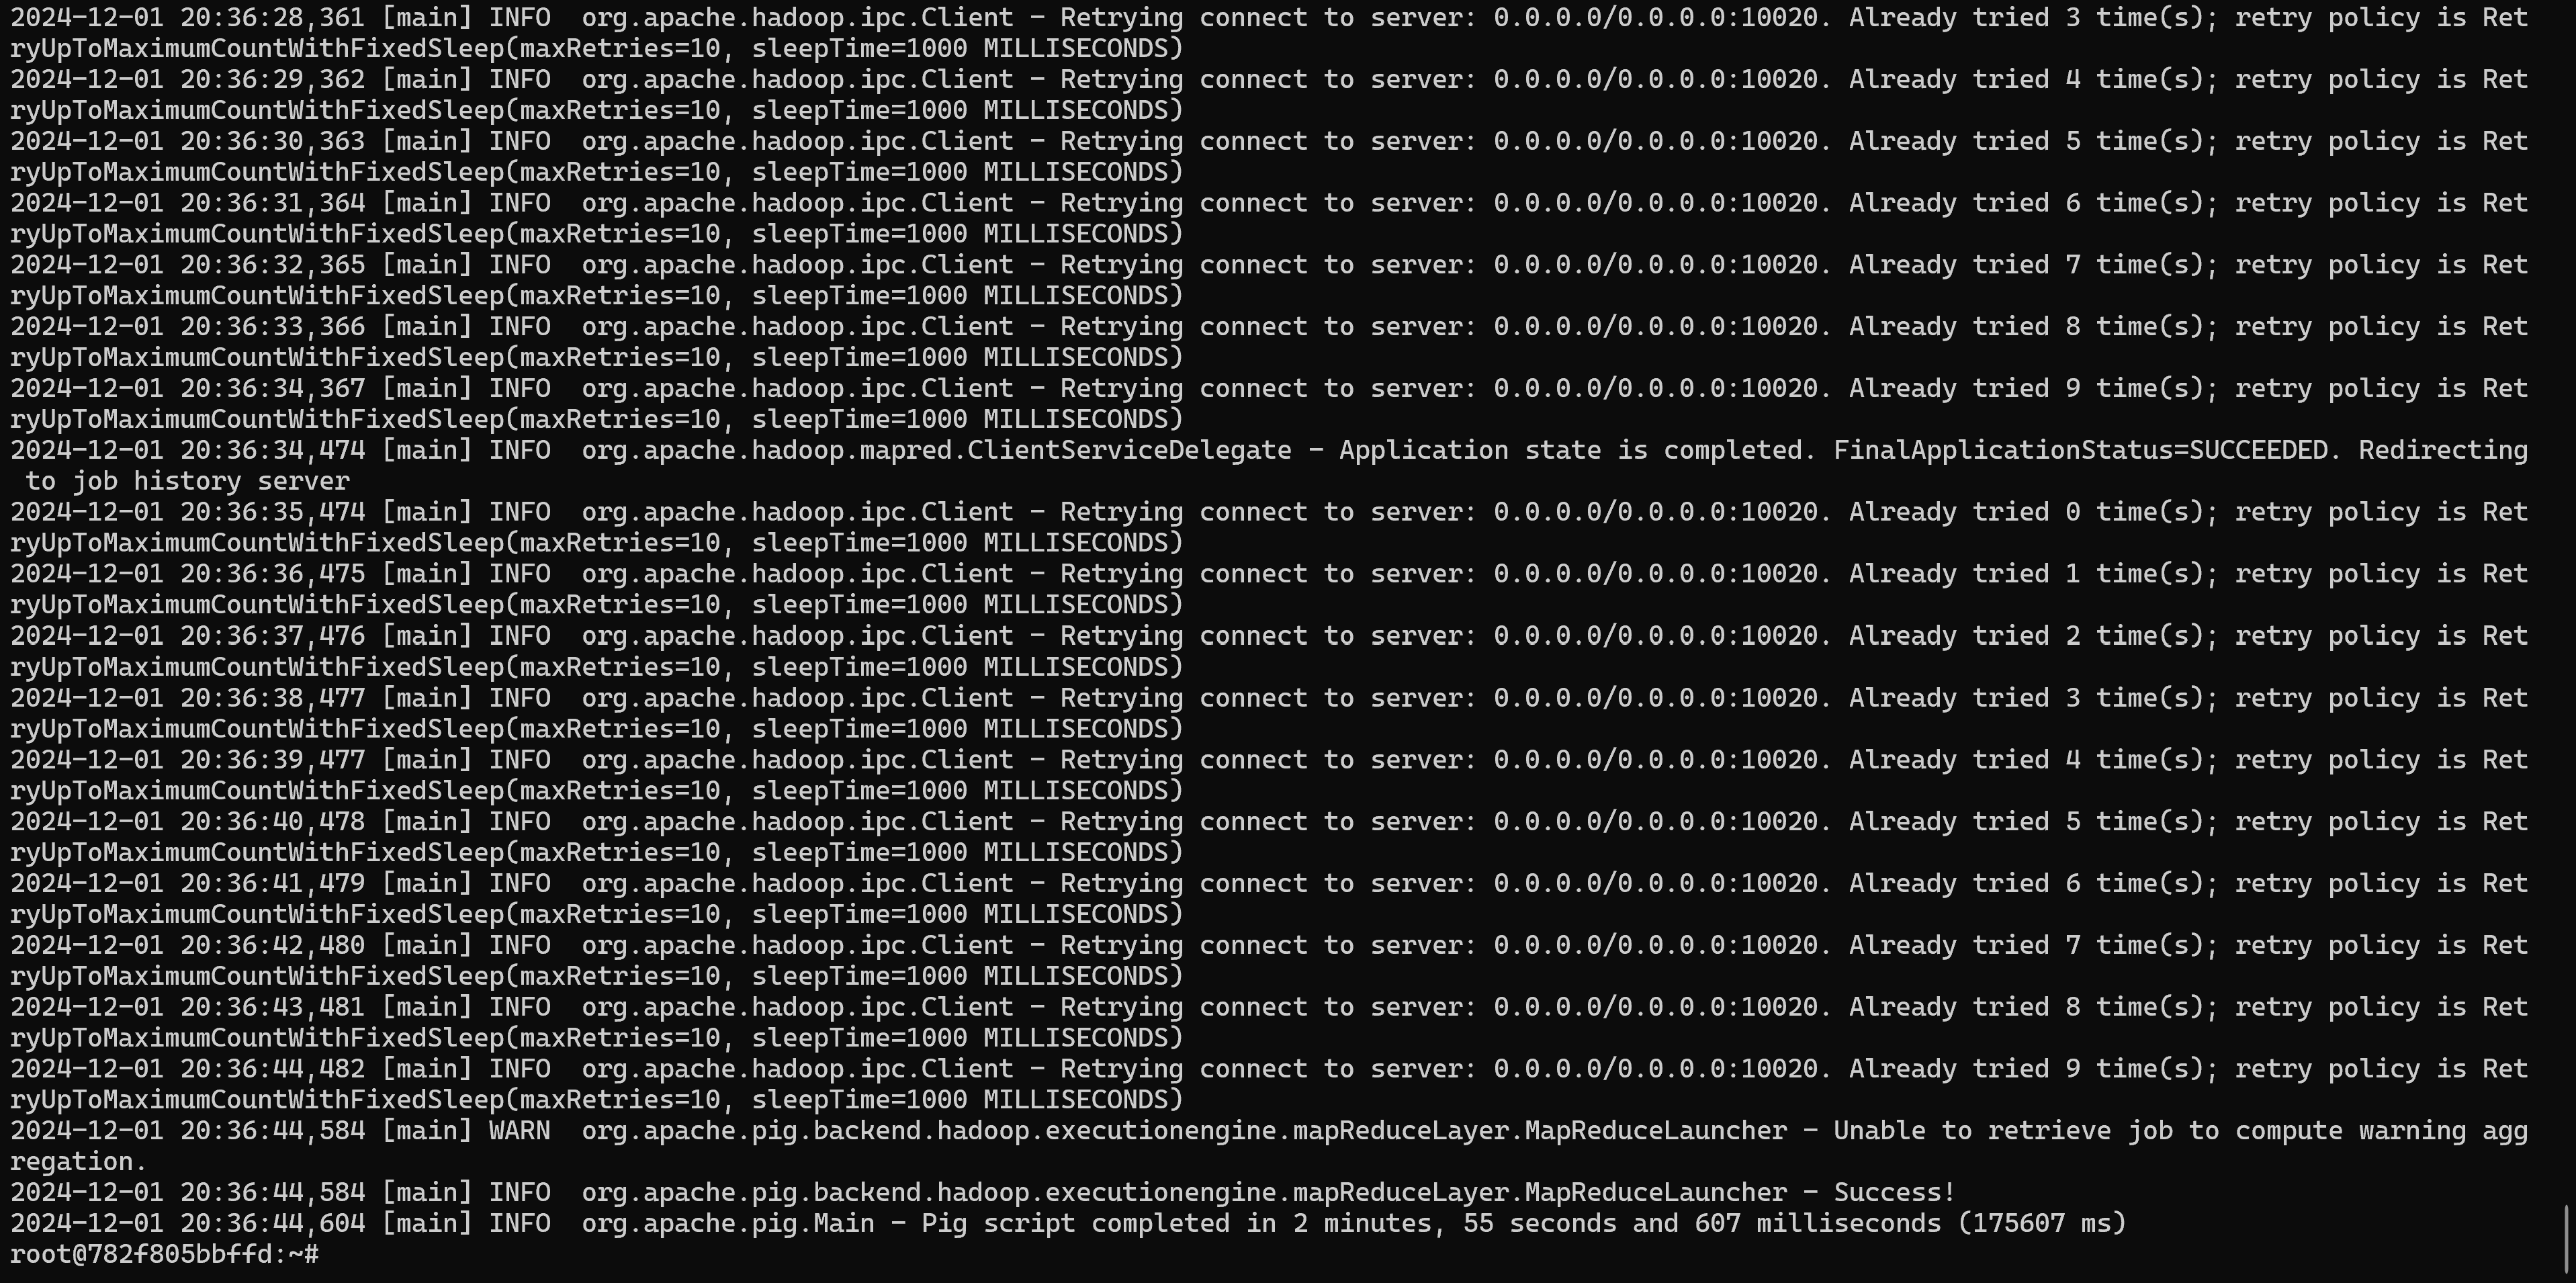 2024-12-01 20:36:28,361 [main] INFO  org.apache.hadoop.ipc.Client - Retrying connect to server: 0.0.0.0/0.0.0.0:10020. Already tried 3 time(s); retry policy is Ret
ryUpToMaximumCountWithFixedSleep(maxRetries=10, sleepTime=1000 MILLISECONDS)
2024-12-01 20:36:29,362 [main] INFO  org.apache.hadoop.ipc.Client - Retrying connect to server: 0.0.0.0/0.0.0.0:10020. Already tried 4 time(s); retry policy is Ret
ryUpToMaximumCountWithFixedSleep(maxRetries=10, sleepTime=1000 MILLISECONDS)
2024-12-01 20:36:30,363 [main] INFO  org.apache.hadoop.ipc.Client - Retrying connect to server: 0.0.0.0/0.0.0.0:10020. Already tried 5 time(s); retry policy is Ret
ryUpToMaximumCountWithFixedSleep(maxRetries=10, sleepTime=1000 MILLISECONDS)
2024-12-01 20:36:31,364 [main] INFO  org.apache.hadoop.ipc.Client - Retrying connect to server: 0.0.0.0/0.0.0.0:10020. Already tried 6 time(s); retry policy is Ret
ryUpToMaximumCountWithFixedSleep(maxRetries=10, sleepTime=1000 MILLISECONDS)
2024-12-01 20:36:32,365 [main] INFO  org.apache.hadoop.ipc.Client - Retrying connect to server: 0.0.0.0/0.0.0.0:10020. Already tried 7 time(s); retry policy is Ret
ryUpToMaximumCountWithFixedSleep(maxRetries=10, sleepTime=1000 MILLISECONDS)
2024-12-01 20:36:33,366 [main] INFO  org.apache.hadoop.ipc.Client - Retrying connect to server: 0.0.0.0/0.0.0.0:10020. Already tried 8 time(s); retry policy is Ret
ryUpToMaximumCountWithFixedSleep(maxRetries=10, sleepTime=1000 MILLISECONDS)
2024-12-01 20:36:34,367 [main] INFO  org.apache.hadoop.ipc.Client - Retrying connect to server: 0.0.0.0/0.0.0.0:10020. Already tried 9 time(s); retry policy is Ret
ryUpToMaximumCountWithFixedSleep(maxRetries=10, sleepTime=1000 MILLISECONDS)
2024-12-01 20:36:34,474 [main] INFO  org.apache.hadoop.mapred.ClientServiceDelegate - Application state is completed. FinalApplicationStatus=SUCCEEDED. Redirecting
 to job history server
2024-12-01 20:36:35,474 [main] INFO  org.apache.hadoop.ipc.Client - Retrying connect to server: 0.0.0.0/0.0.0.0:10020. Already tried 0 time(s); retry policy is Ret
ryUpToMaximumCountWithFixedSleep(maxRetries=10, sleepTime=1000 MILLISECONDS)
2024-12-01 20:36:36,475 [main] INFO  org.apache.hadoop.ipc.Client - Retrying connect to server: 0.0.0.0/0.0.0.0:10020. Already tried 1 time(s); retry policy is Ret
ryUpToMaximumCountWithFixedSleep(maxRetries=10, sleepTime=1000 MILLISECONDS)
2024-12-01 20:36:37,476 [main] INFO  org.apache.hadoop.ipc.Client - Retrying connect to server: 0.0.0.0/0.0.0.0:10020. Already tried 2 time(s); retry policy is Ret
ryUpToMaximumCountWithFixedSleep(maxRetries=10, sleepTime=1000 MILLISECONDS)
2024-12-01 20:36:38,477 [main] INFO  org.apache.hadoop.ipc.Client - Retrying connect to server: 0.0.0.0/0.0.0.0:10020. Already tried 3 time(s); retry policy is Ret
ryUpToMaximumCountWithFixedSleep(maxRetries=10, sleepTime=1000 MILLISECONDS)
2024-12-01 20:36:39,477 [main] INFO  org.apache.hadoop.ipc.Client - Retrying connect to server: 0.0.0.0/0.0.0.0:10020. Already tried 4 time(s); retry policy is Ret
ryUpToMaximumCountWithFixedSleep(maxRetries=10, sleepTime=1000 MILLISECONDS)
2024-12-01 20:36:40,478 [main] INFO  org.apache.hadoop.ipc.Client - Retrying connect to server: 0.0.0.0/0.0.0.0:10020. Already tried 5 time(s); retry policy is Ret
ryUpToMaximumCountWithFixedSleep(maxRetries=10, sleepTime=1000 MILLISECONDS)
2024-12-01 20:36:41,479 [main] INFO  org.apache.hadoop.ipc.Client - Retrying connect to server: 0.0.0.0/0.0.0.0:10020. Already tried 6 time(s); retry policy is Ret
ryUpToMaximumCountWithFixedSleep(maxRetries=10, sleepTime=1000 MILLISECONDS)
2024-12-01 20:36:42,480 [main] INFO  org.apache.hadoop.ipc.Client - Retrying connect to server: 0.0.0.0/0.0.0.0:10020. Already tried 7 time(s); retry policy is Ret
ryUpToMaximumCountWithFixedSleep(maxRetries=10, sleepTime=1000 MILLISECONDS)
2024-12-01 20:36:43,481 [main] INFO  org.apache.hadoop.ipc.Client - Retrying connect to server: 0.0.0.0/0.0.0.0:10020. Already tried 8 time(s); retry policy is Ret
ryUpToMaximumCountWithFixedSleep(maxRetries=10, sleepTime=1000 MILLISECONDS)
2024-12-01 20:36:44,482 [main] INFO  org.apache.hadoop.ipc.Client - Retrying connect to server: 0.0.0.0/0.0.0.0:10020. Already tried 9 time(s); retry policy is Ret
ryUpToMaximumCountWithFixedSleep(maxRetries=10, sleepTime=1000 MILLISECONDS)
2024-12-01 20:36:44,584 [main] WARN  org.apache.pig.backend.hadoop.executionengine.mapReduceLayer.MapReduceLauncher - Unable to retrieve job to compute warning agg
regation.
2024-12-01 20:36:44,584 [main] INFO  org.apache.pig.backend.hadoop.executionengine.mapReduceLayer.MapReduceLauncher - Success!
2024-12-01 20:36:44,604 [main] INFO  org.apache.pig.Main - Pig script completed in 2 minutes, 55 seconds and 607 milliseconds (175607 ms)
root@782f805bbffd:~#